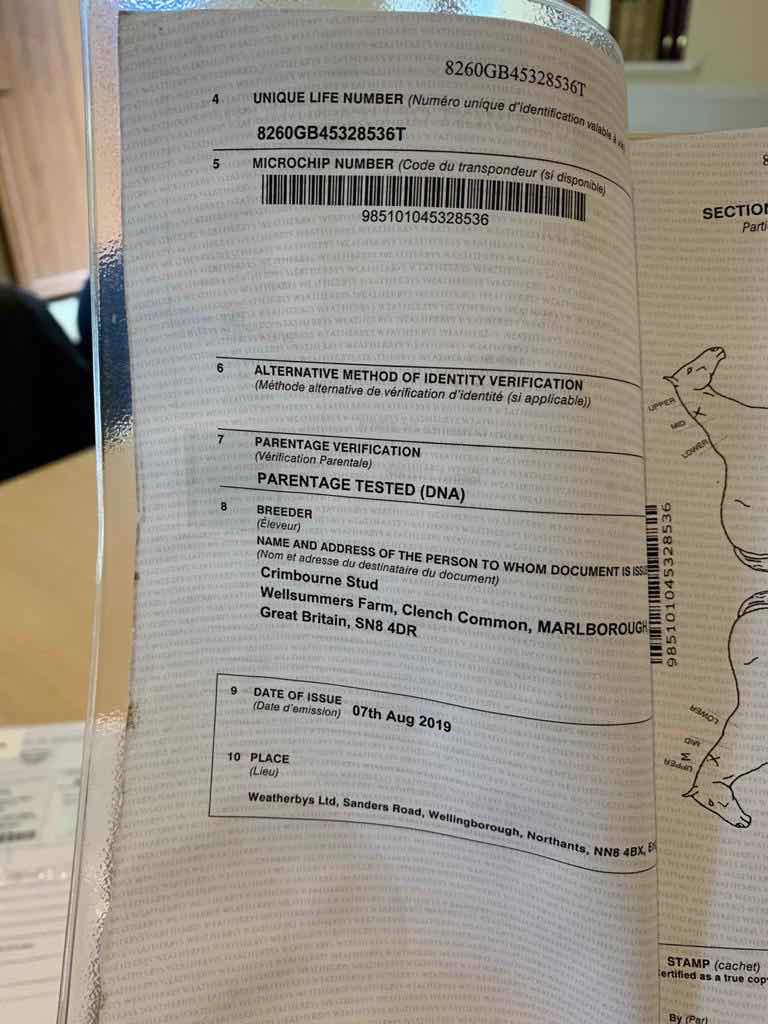 8260GB45328536T
4 UNIQUE LIFE NUMBER (Numéro unique d'identification valable à vie)
8260GB45328536T
5 MICROCHIP NUMBER (Code du transpondeur (si disponible)
985101045328536
6 ALTERNATIVE METHOD OF IDENTITY VERIFICATION
(Méthode alternative de vérification d'identité (si applicable))
7 PARENTAGE VERIFICATION
(Vérification Parentale)
PARENTAGE TESTED (DNA)
8 BREEDER
(Éleveur)
NAME AND ADDRESS OF THE PERSON TO WHOM DOCUMENT IS ISSU
(Nom et adresse du destinataire du document)
Crimbourne Stud
Wellsummers Farm, Clench Common, MARLBOROUGH
Great Britain, SN8 4DR
9 DATE OF ISSUE
(Date d'emission) 07th Aug 2019
10 PLACE
(Lieu)
Weatherbys Ltd, Sanders Road, Wellingborough, Northants, NN8 4BX, En
8
SECTION
Parti
UPPER
MID
LOWER
985101045328536
LOWER
MID
UPPER
STAMP (cachet)
ertified as a true cop
By (Par)